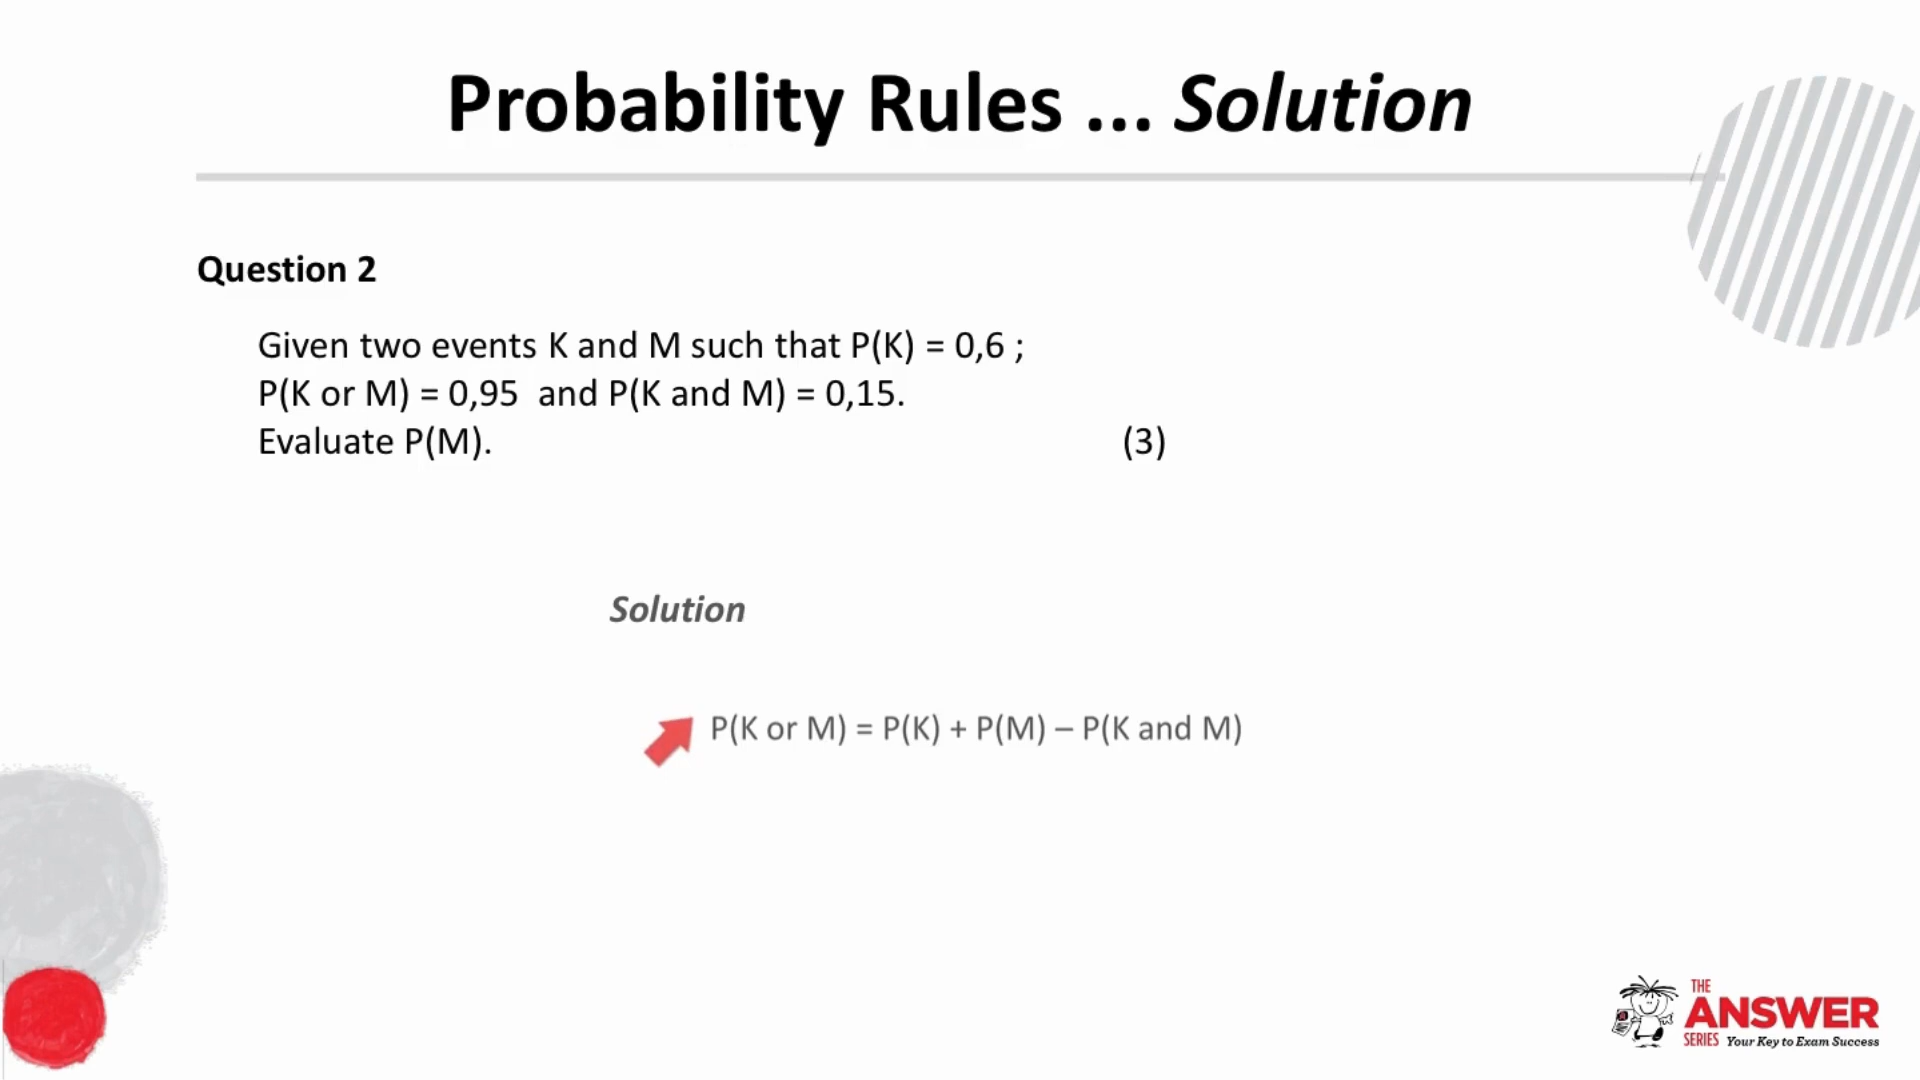 Probability Rules ... Solution
Question 2
Given two events K and M such that P(K) = 0,6 ;
P(K or M) = 0,95 and P(K and M) = 0,15.
Evaluate P(M). (3)
Solution
P(K or M) = P(K) + P(M) – P(K and M)
THE
ANSWER
SERIES Your Key to Exam Success